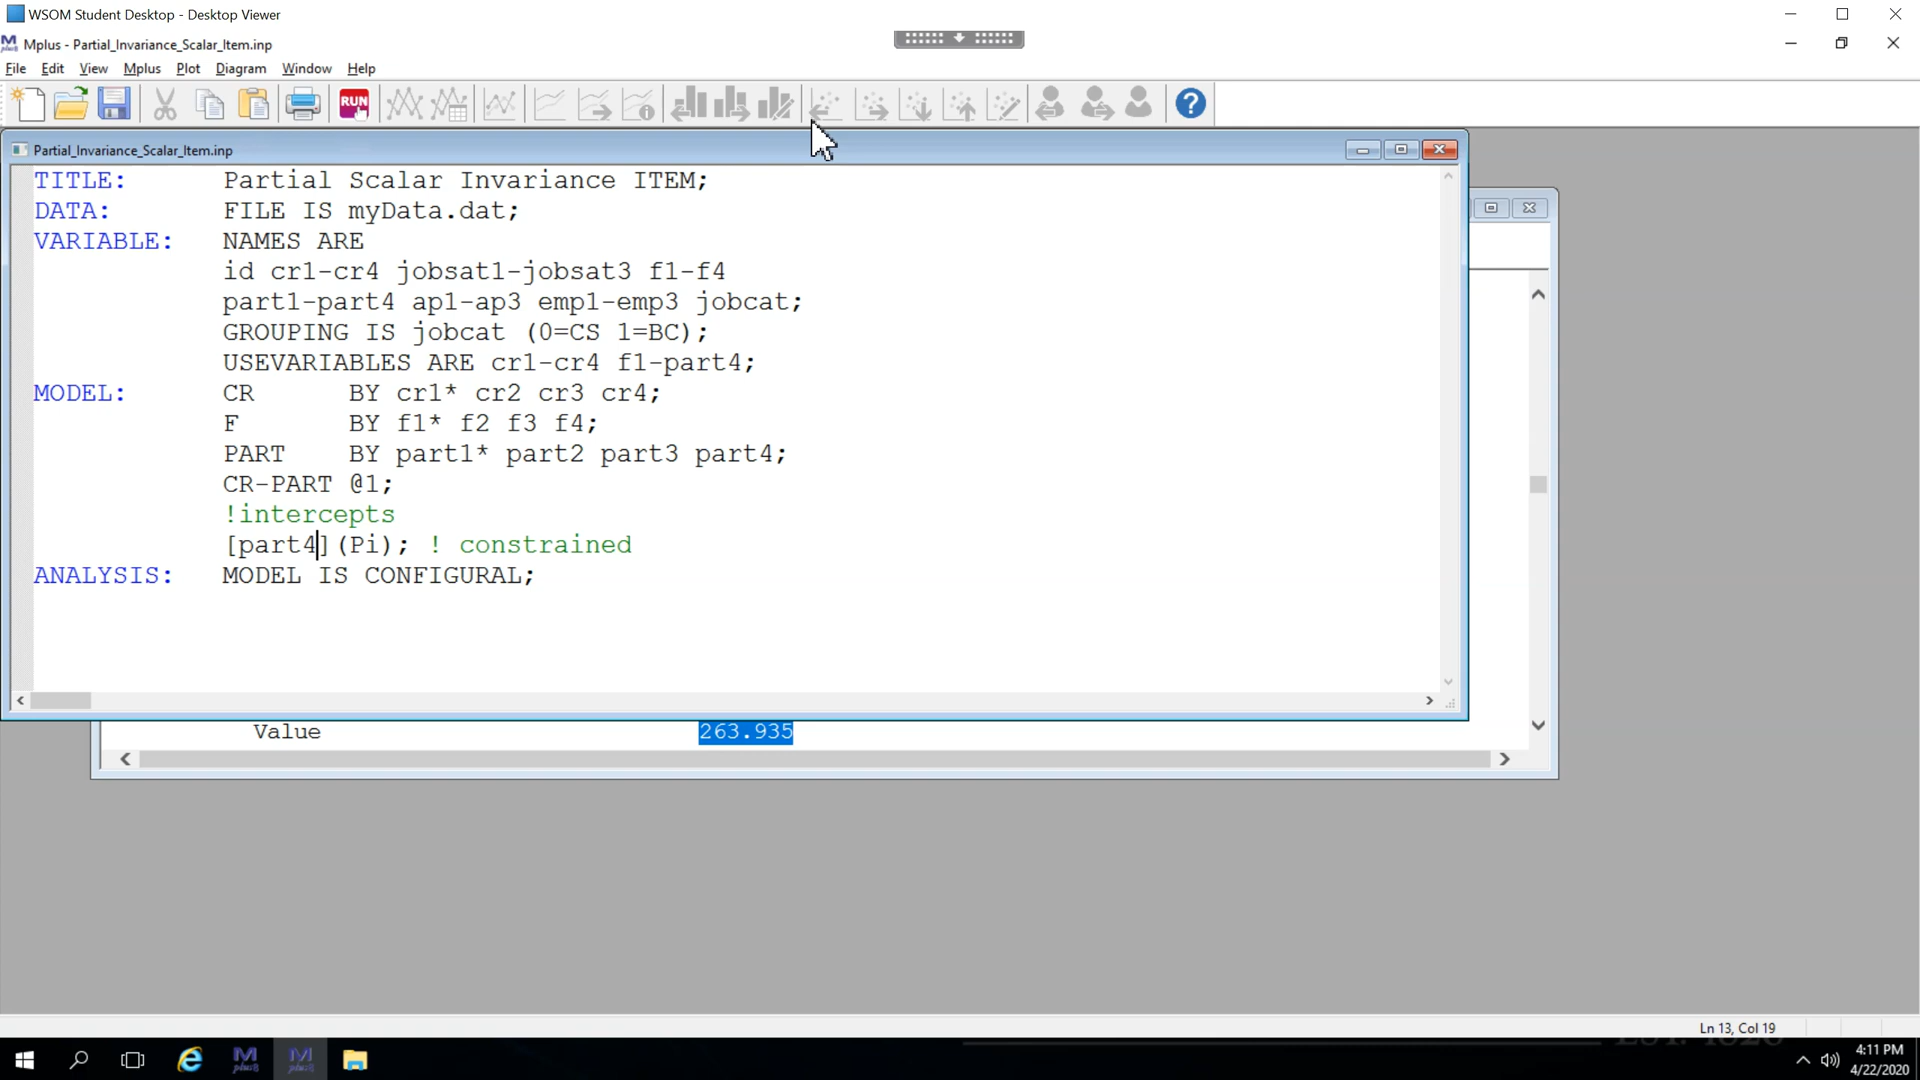 WSOM Student Desktop - Desktop Viewer
Mplus - Partial_Invariance_Scalar_Item.inp
File Edit View Mplus Plot Diagram Window Help
RUN
Partial_Invariance_Scalar_Item.inp
TITLE: Partial Scalar Invariance ITEM;
DATA: FILE IS myData.dat;
VARIABLE: NAMES ARE
id cr1-cr4 jobsat1-jobsat3 f1-f4
part1-part4 ap1-ap3 emp1-emp3 jobcat;
GROUPING IS jobcat (0=CS 1=BC);
USEVARIABLES ARE cr1-cr4 f1-part4;
MODEL: CR BY cr1* cr2 cr3 cr4;
F BY f1* f2 f3 f4;
PART BY part1* part2 part3 part4;
CR-PART @1;
!intercepts
[part4](Pi); ! constrained
ANALYSIS: MODEL IS CONFIGURAL;
Value 263.935
Ln 13, Col 19
4:11 PM
4/22/2020